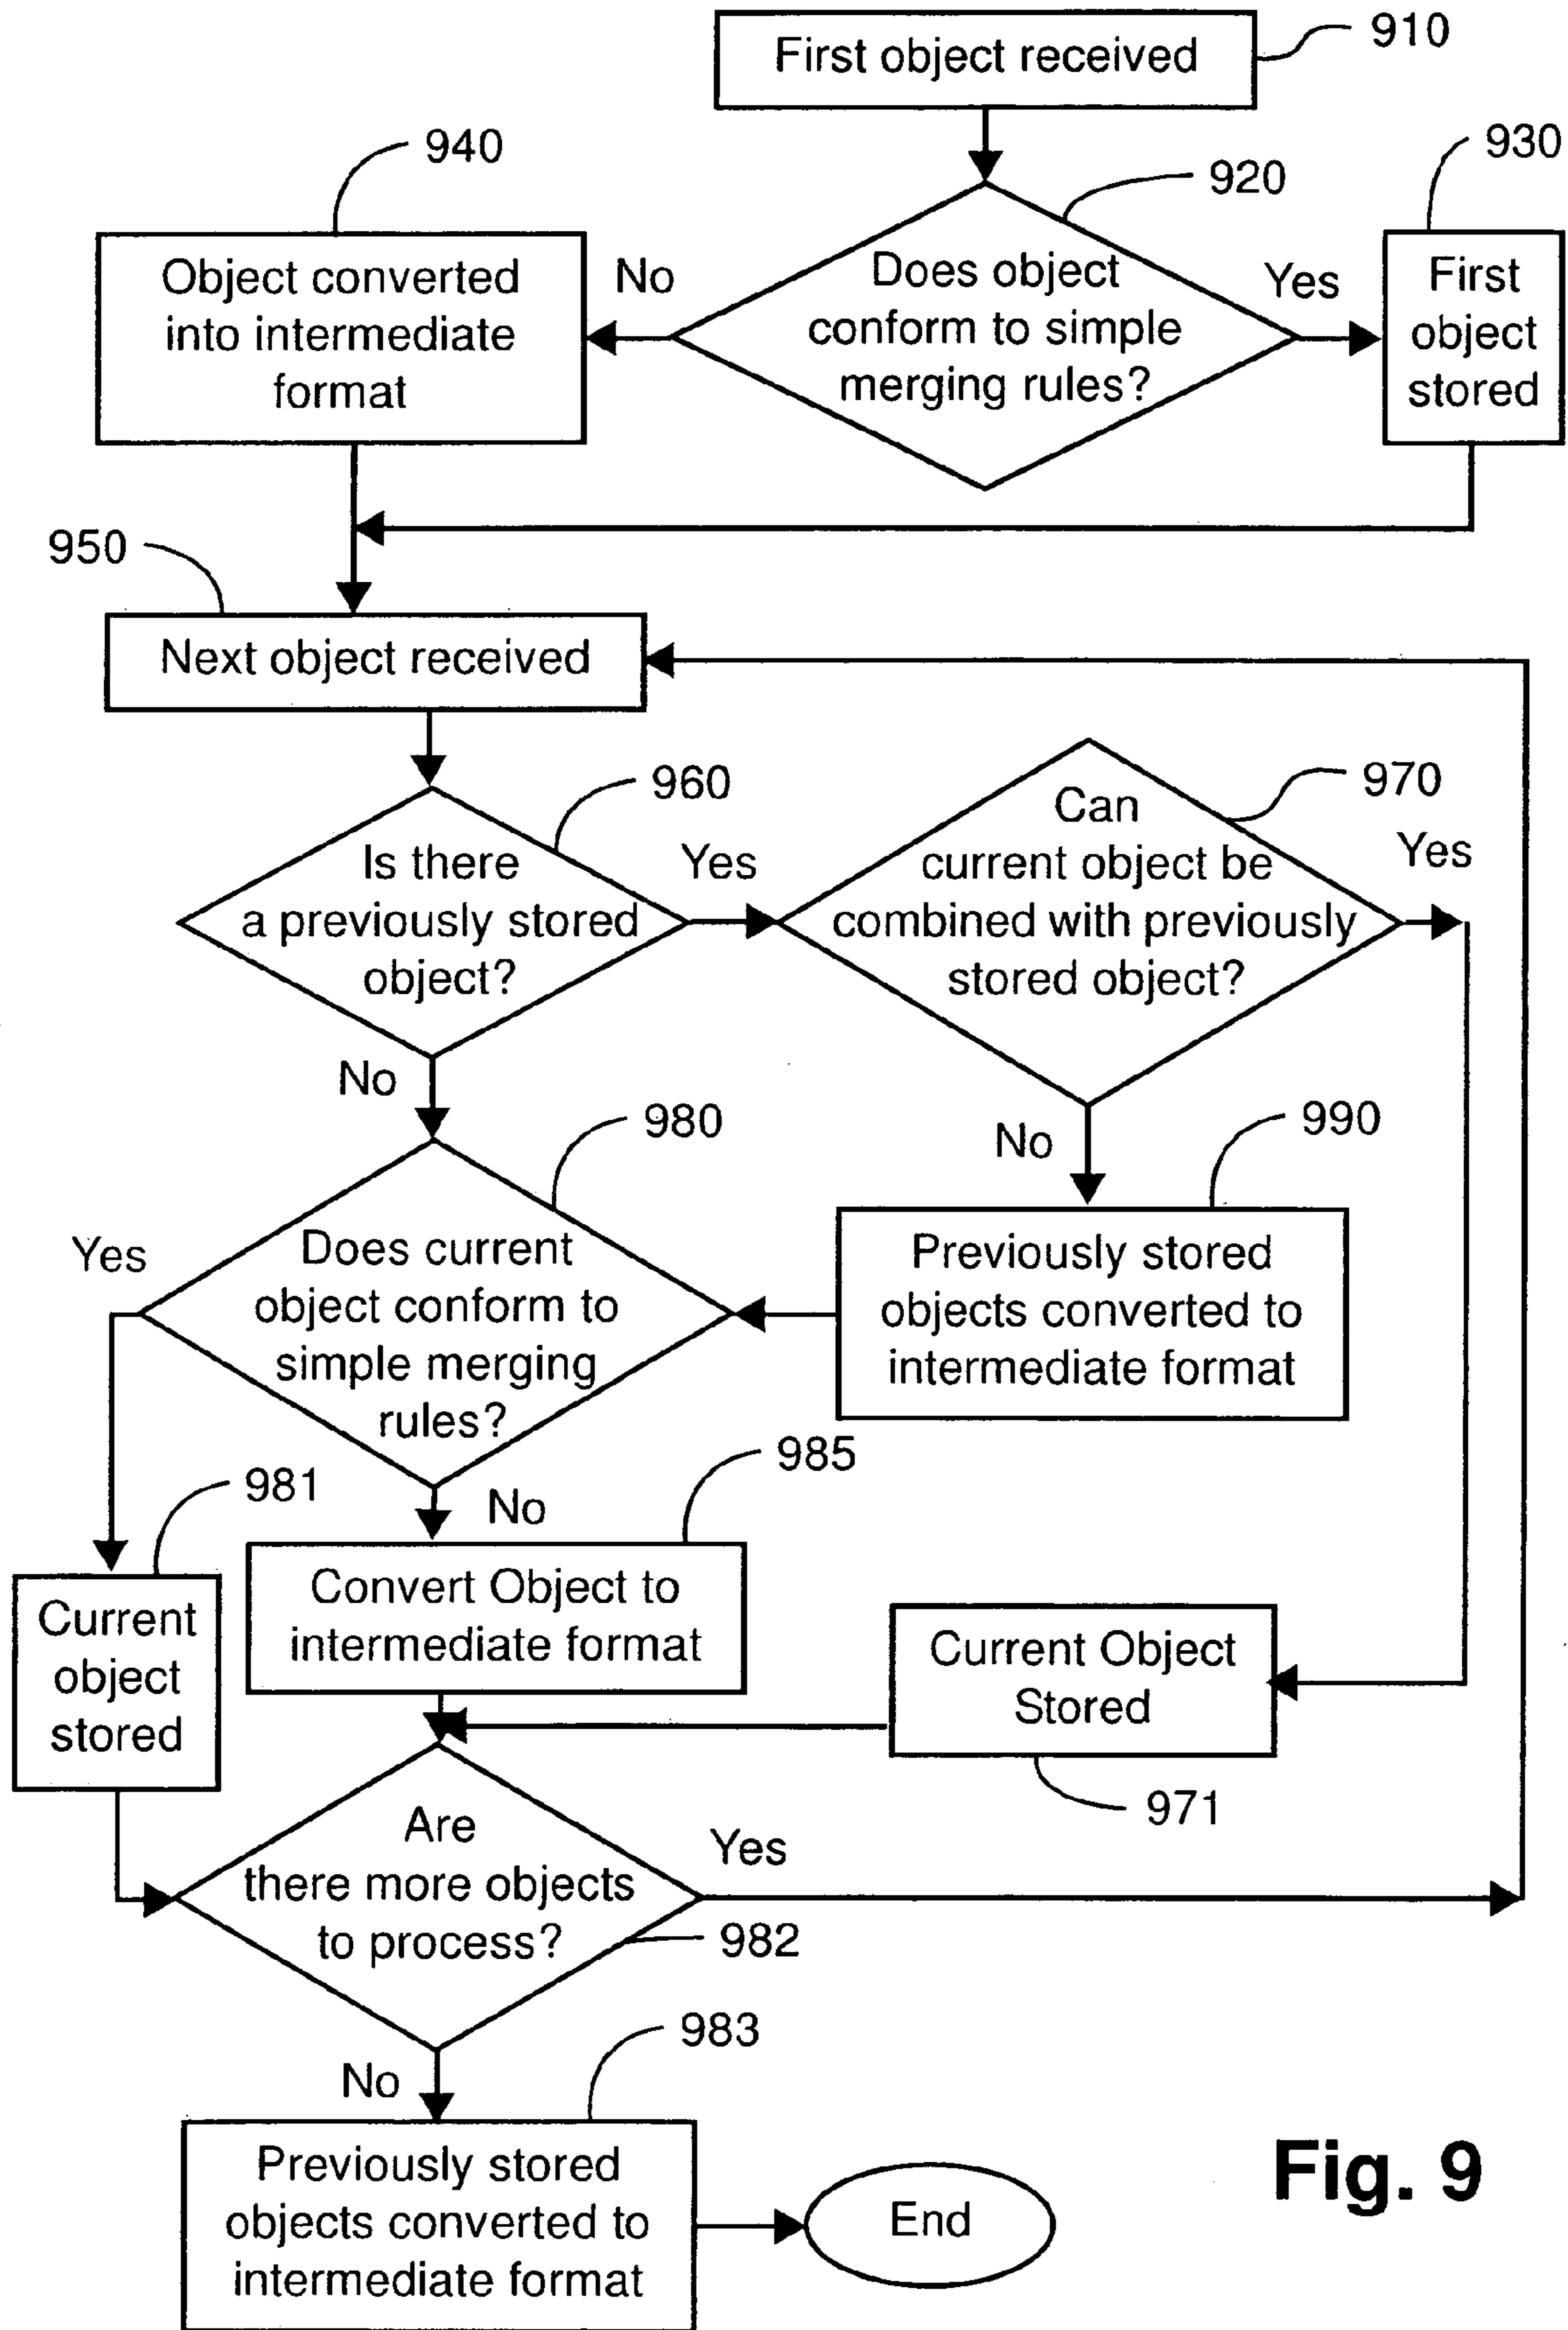 First object received
910
940
920
930
Object converted
into intermediate
format
No
Does object
conform to simple
merging rules?
Yes
First
object
stored
950
Next object received
960
970
Is there
a previously stored
object?
Yes
Can
current object be
combined with previously
stored object?
Yes
No
980
No
990
Yes
Does current
object conform to
simple merging
rules?
Previously stored
objects converted to
intermediate format
981
No
985
Current
object
stored
Convert Object to
intermediate format
Current Object
Stored
971
Are
there more objects
to process?
Yes
982
No
983
Previously stored
objects converted to
intermediate format
End
Fig. 9